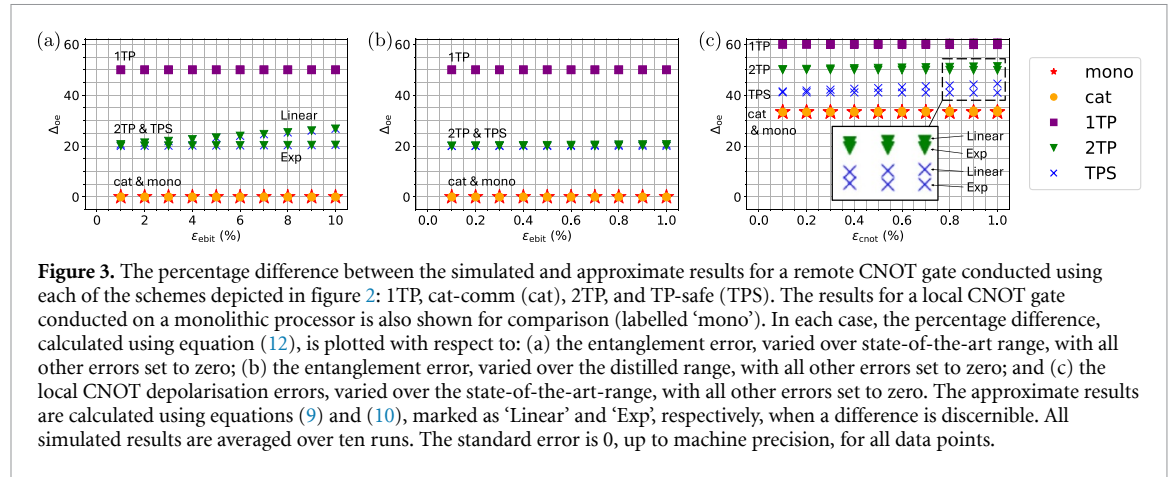 (a)
60
40
20
0
Δoe
1TP
2TP & TPS
Linear
Exp
cat & mono
0 2 4 6 8 10
εebit (%)
(b)
60
40
20
0
1TP
2TP & TPS
cat & mono
0.0 0.2 0.4 0.6 0.8 1.0
εebit (%)
(c)
60
40
20
0
Δoe
1TP
2TP
TPS
cat
& mono
Linear
Exp
Linear
Exp
0.0 0.2 0.4 0.6 0.8 1.0
εcnot (%)
mono
cat
1TP
2TP
TPS
Figure 3. The percentage difference between the simulated and approximate results for a remote CNOT gate conducted using
each of the schemes depicted in figure 2: 1TP, cat-comm (cat), 2TP, and TP-safe (TPS). The results for a local CNOT gate
conducted on a monolithic processor is also shown for comparison (labelled ‘mono’). In each case, the percentage difference,
calculated using equation (12), is plotted with respect to: (a) the entanglement error, varied over state-of-the-art range, with all
other errors set to zero; (b) the entanglement error, varied over the distilled range, with all other errors set to zero; and (c) the
local CNOT depolarisation errors, varied over the state-of-the-art-range, with all other errors set to zero. The approximate results
are calculated using equations (9) and (10), marked as ‘Linear’ and ‘Exp’, respectively, when a difference is discernible. All
simulated results are averaged over ten runs. The standard error is 0, up to machine precision, for all data points.